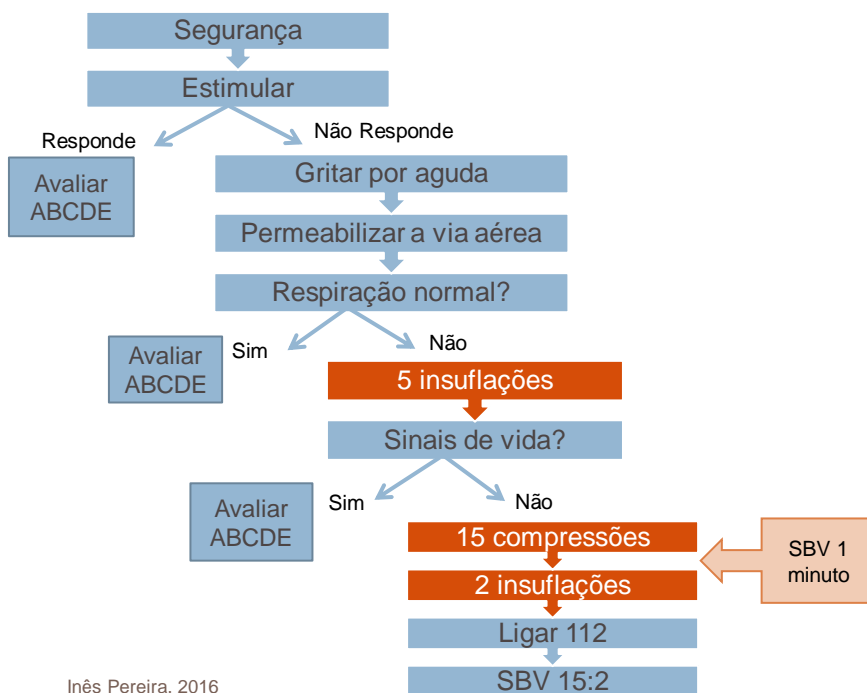 Segurança
Estimular
Responde
Não Responde
Avaliar
ABCDE
Gritar por aguda
Permeabilizar a via aérea
Respiração normal?
Avaliar
ABCDE
Sim
Não
5 insuflações
Sinais de vida?
Avaliar
ABCDE
Sim
Não
15 compressões
SBV 1
minuto
2 insuflações
Ligar 112
SBV 15:2
Inês Pereira, 2016